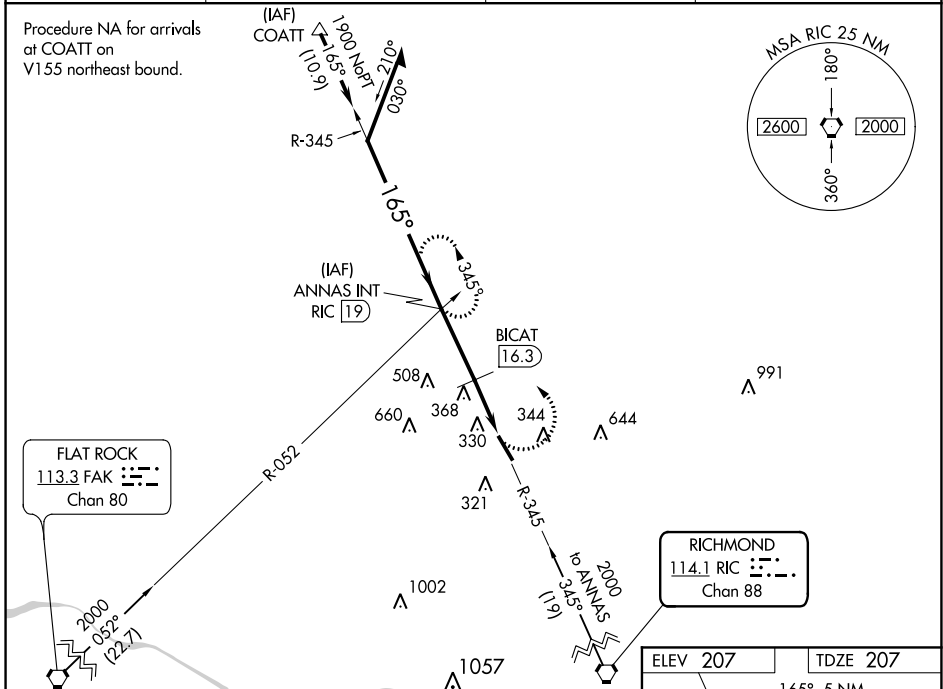 Procedure NA for arrivals
at COATT on
V155 northeast bound.
(IAF)
COATT
1900 NoPT
165°
(10.9)
210°
030°
R-345
165°
MSA RIC 25 NM
180°
2600
2000
360°
(IAF)
ANNAS INT
RIC 19
345°
BICAT
16.3
508
368
660
330
344
644
991
321
FLAT ROCK
113.3 FAK
Chan 80
R-052
R-345
2000
to ANNAS
345°
(19)
RICHMOND
114.1 RIC
Chan 88
1002
2000
052°
(22.7)
1057
ELEV 207
TDZE 207
165° 5 NM